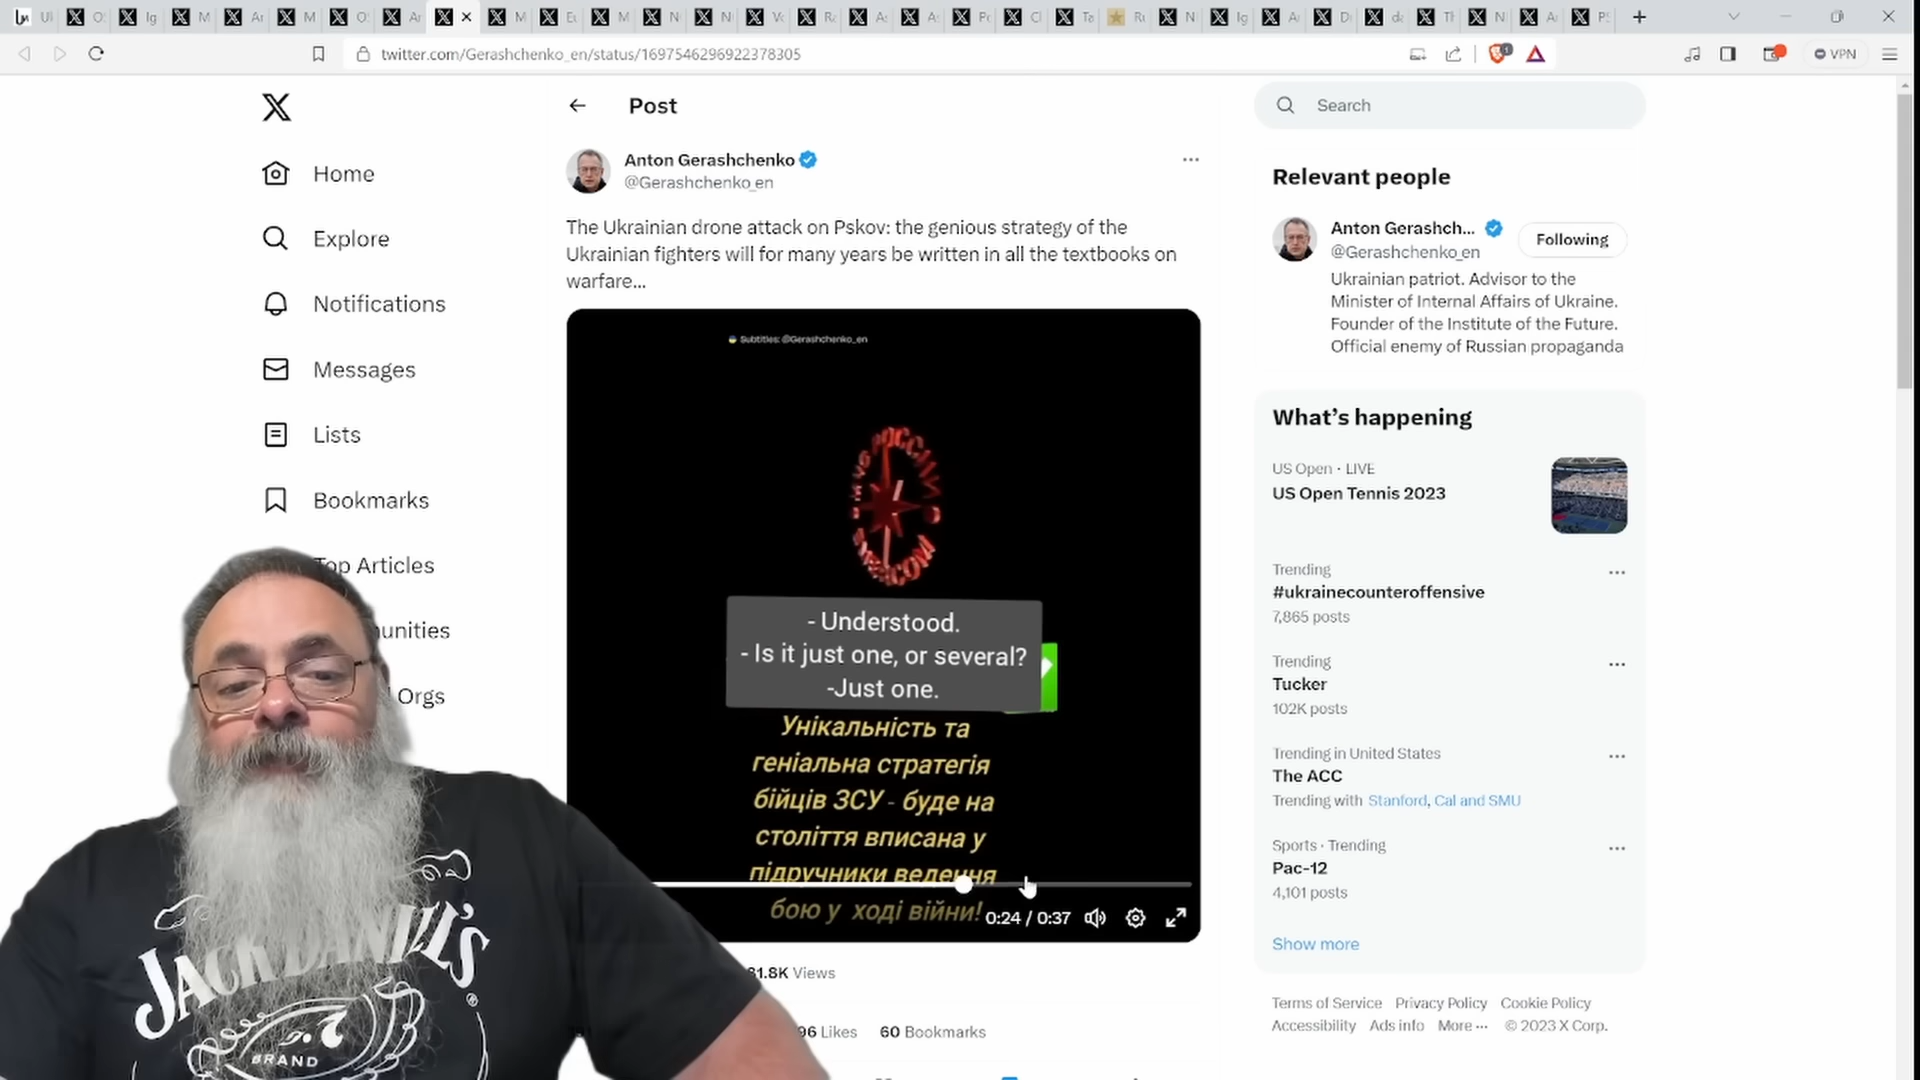 twitter.com/Gerashchenko_en/status/1697546296922378305
VPN
Home
Explore
Notifications
Messages
Lists
Bookmarks
Top Articles
Orgs
Post
Anton Gerashchenko
@Gerashchenko_en
The Ukrainian drone attack on Pskov: the genious strategy of the
Ukrainian fighters will for many years be written in all the textbooks on
warfare...
Subtitles: @Gerashchenko_en
- Understood.
- Is it just one, or several?
-Just one.
Унікальність та
геніальна стратегія
бійців ЗСУ - буде на
століття вписана у
підручники ведення
бою у ході війни!
0:24 / 0:37
Views
Likes 60 Bookmarks
Search
Relevant people
Anton Gerashch...
@Gerashchenko_en
Following
Ukrainian patriot. Advisor to the
Minister of Internal Affairs of Ukraine.
Founder of the Institute of the Future.
Official enemy of Russian propaganda
What's happening
US Open · LIVE
US Open Tennis 2023
Trending
#ukrainecounteroffensive
7,865 posts
Trending
Tucker
102K posts
Trending in United States
The ACC
Trending with Stanford, Cal and SMU
Sports · Trending
Pac-12
4,101 posts
Show more
Terms of Service Privacy Policy Cookie Policy
Accessibility Ads info More ··· © 2023 X Corp.
JACK DANIEL'S
BRAND